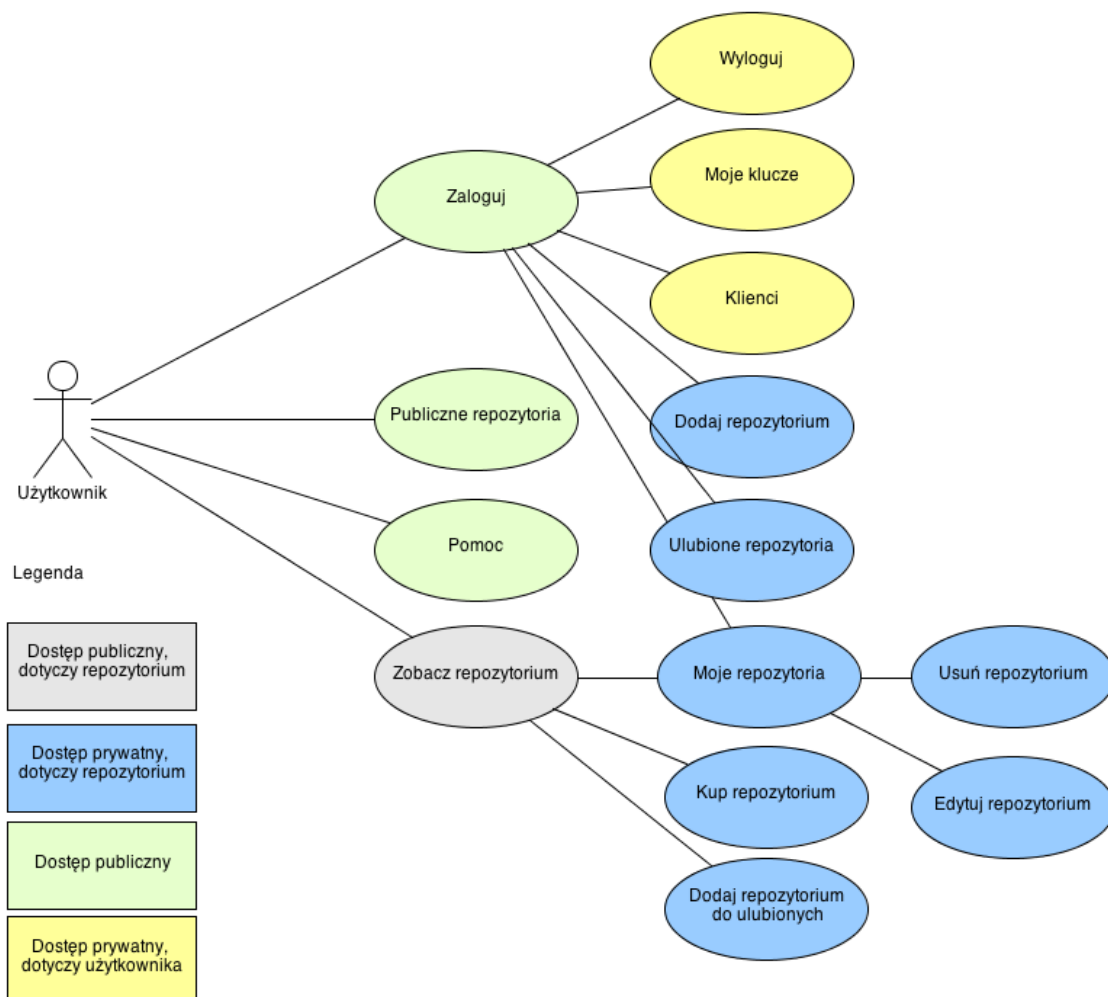 Wyloguj
Zaloguj
Moje klucze
Klienci
Publiczne repozytoria
Dodaj repozytorium
Użytkownik
Pomoc
Ulubione repozytoria
Legenda
Dostęp publiczny,
dotyczy repozytorium
Zobacz repozytorium
Moje repozytoria
Usuń repozytorium
Dostęp prywatny,
dotyczy repozytorium
Kup repozytorium
Edytuj repozytorium
Dostęp publiczny
Dodaj repozytorium
do ulubionych
Dostęp prywatny,
dotyczy użytkownika